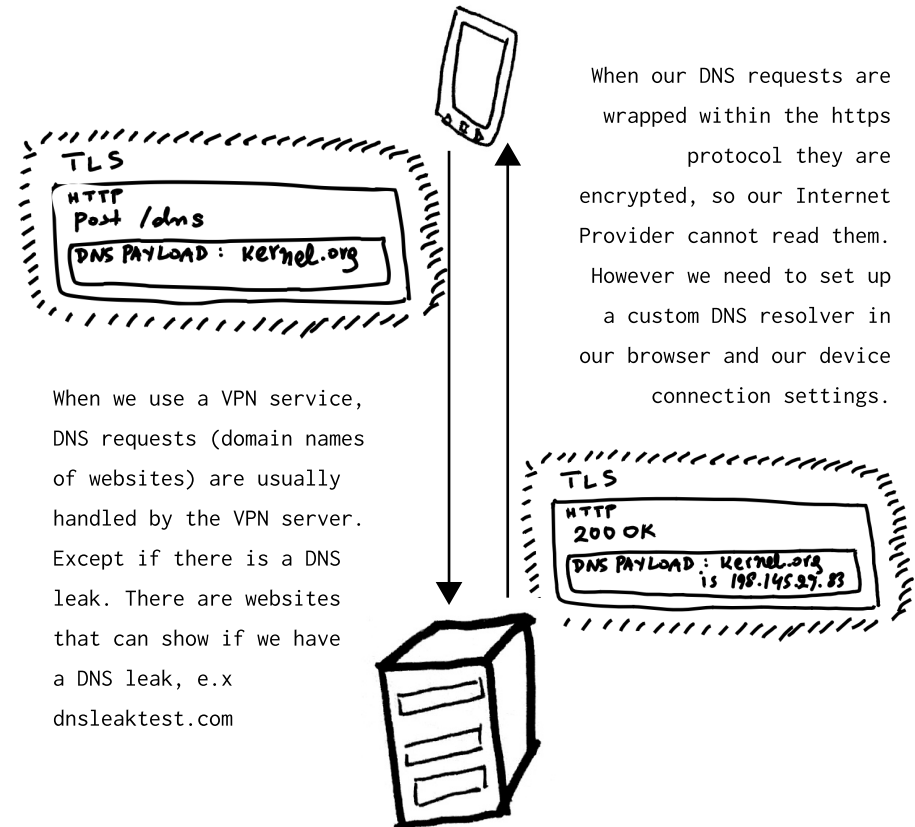 When our DNS requests are
wrapped within the https
protocol they are
encrypted, so our Internet
Provider cannot read them.
However we need to set up
a custom DNS resolver in
our browser and our device
connection settings.
TLS
HTTP
Post /dns
DNS PAYLOAD: kernel.org
When we use a VPN service,
DNS requests (domain names
of websites) are usually
handled by the VPN server.
Except if there is a DNS
leak. There are websites
that can show if we have
a DNS leak, e.x
dnsleaktest.com
TLS
HTTP
200 OK
DNS PAYLOAD: kernel.org
is 198.145.29.83